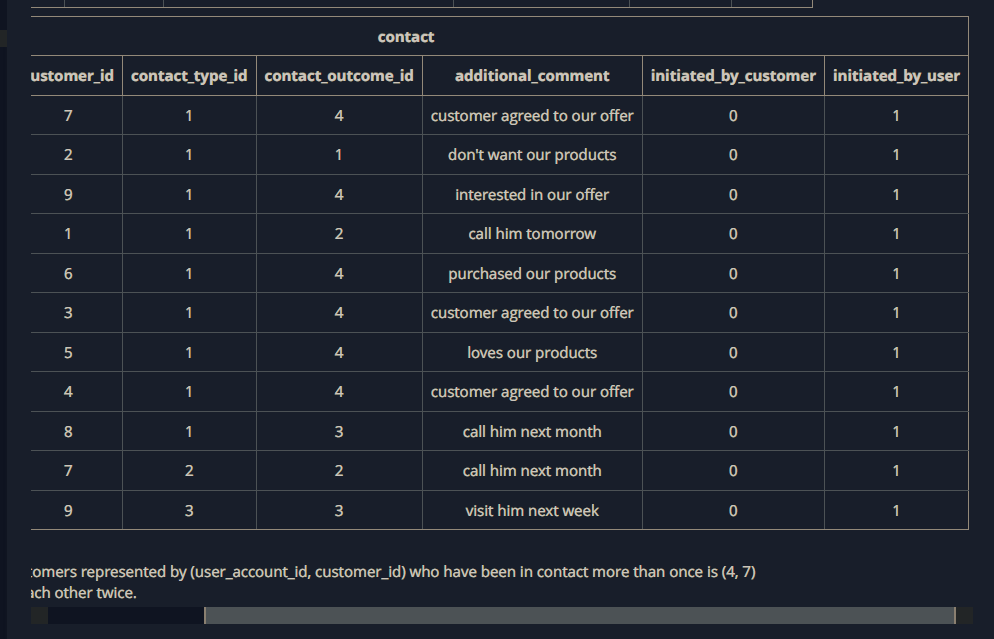 contact
ustomer_id contact_type_id contact_outcome_id additional_comment initiated_by_customer initiated_by_user
7 1 4 customer agreed to our offer 0 1
2 1 1 don't want our products 0 1
9 1 4 interested in our offer 0 1
1 1 2 call him tomorrow 0 1
6 1 4 purchased our products 0 1
3 1 4 customer agreed to our offer 0 1
5 1 4 loves our products 0 1
4 1 4 customer agreed to our offer 0 1
8 1 3 call him next month 0 1
7 2 2 call him next month 0 1
9 3 3 visit him next week 0 1
tomers represented by (user_account_id, customer_id) who have been in contact more than once is (4, 7)
ach other twice.